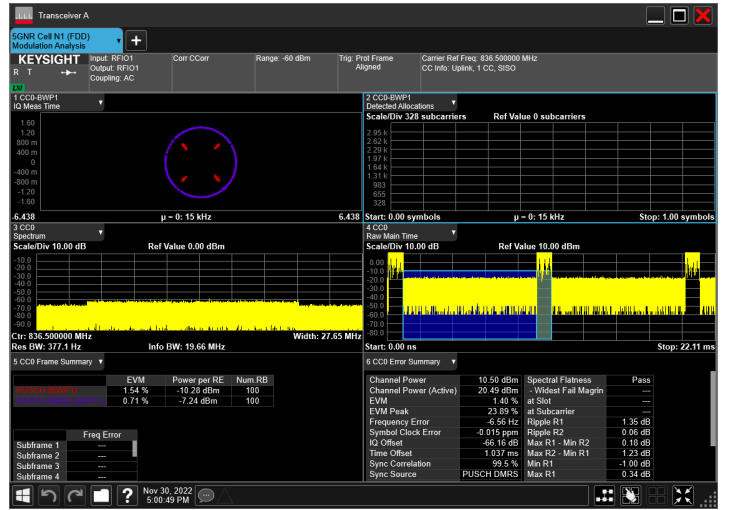 Transceiver A
5GNR Cell N1 (FDD)
Modulation Analysis
KEYSIGHT
R T
LXI
Input: RFIO1
Output: RFIO1
Coupling: AC
Corr CCorr
Range: -60 dBm
Trig: Prot Frame
Aligned
Carrier Ref Freq: 836.500000 MHz
CC Info: Uplink, 1 CC, SISO
1 CC0-BWP1
IQ Meas Time
1.60
1.20
800 m
400 m
0
-400 m
-800 m
-1.20
-1.60
-6.438
µ = 0: 15 kHz
6.438
2 CC0-BWP1
Detected Allocations
Scale/Div 328 subcarriers
Ref Value 0 subcarriers
2.95 k
2.62 k
2.29 k
1.97 k
1.64 k
1.31 k
983
655
328
Start: 0.00 symbols
µ = 0: 15 kHz
Stop: 1.00 symbols
3 CC0
Spectrum
Scale/Div 10.00 dB
Ref Value 0.00 dBm
-10.0
-20.0
-30.0
-40.0
-50.0
-60.0
-70.0
-80.0
-90.0
Ctr: 836.500000 MHz
Width: 27.65 MHz
Res BW: 377.1 Hz
Info BW: 19.66 MHz
4 CC0
Raw Main Time
Scale/Div 10.00 dB
Ref Value 10.00 dBm
0.00
-10.0
-20.0
-30.0
-40.0
-50.0
-60.0
-70.0
-80.0
Start: 0.00 ns
Stop: 22.11 ms
5 CC0 Frame Summary
EVM Power per RE Num.RB
1.54 % -10.28 dBm 100
0.71 % -7.24 dBm 100
Freq Error
Subframe 1 ---
Subframe 2 ---
Subframe 3 ---
Subframe 4 ---
6 CC0 Error Summary
Channel Power 10.50 dBm
Channel Power (Active) 20.49 dBm
EVM 1.40 %
EVM Peak 23.89 %
Frequency Error -6.56 Hz
Symbol Clock Error -0.015 ppm
IQ Offset -66.16 dB
Time Offset 1.037 ms
Sync Correlation 99.5 %
Sync Source PUSCH DMRS
Spectral Flatness Pass
- Widest Fail Magrin ---
at Slot ---
at Subcarrier ---
Ripple R1 1.35 dB
Ripple R2 0.06 dB
Max R1 - Min R2 0.18 dB
Max R2 - Min R1 1.23 dB
Min R1 -1.00 dB
Max R1 0.34 dB
?
Nov 30, 2022
5:00:49 PM